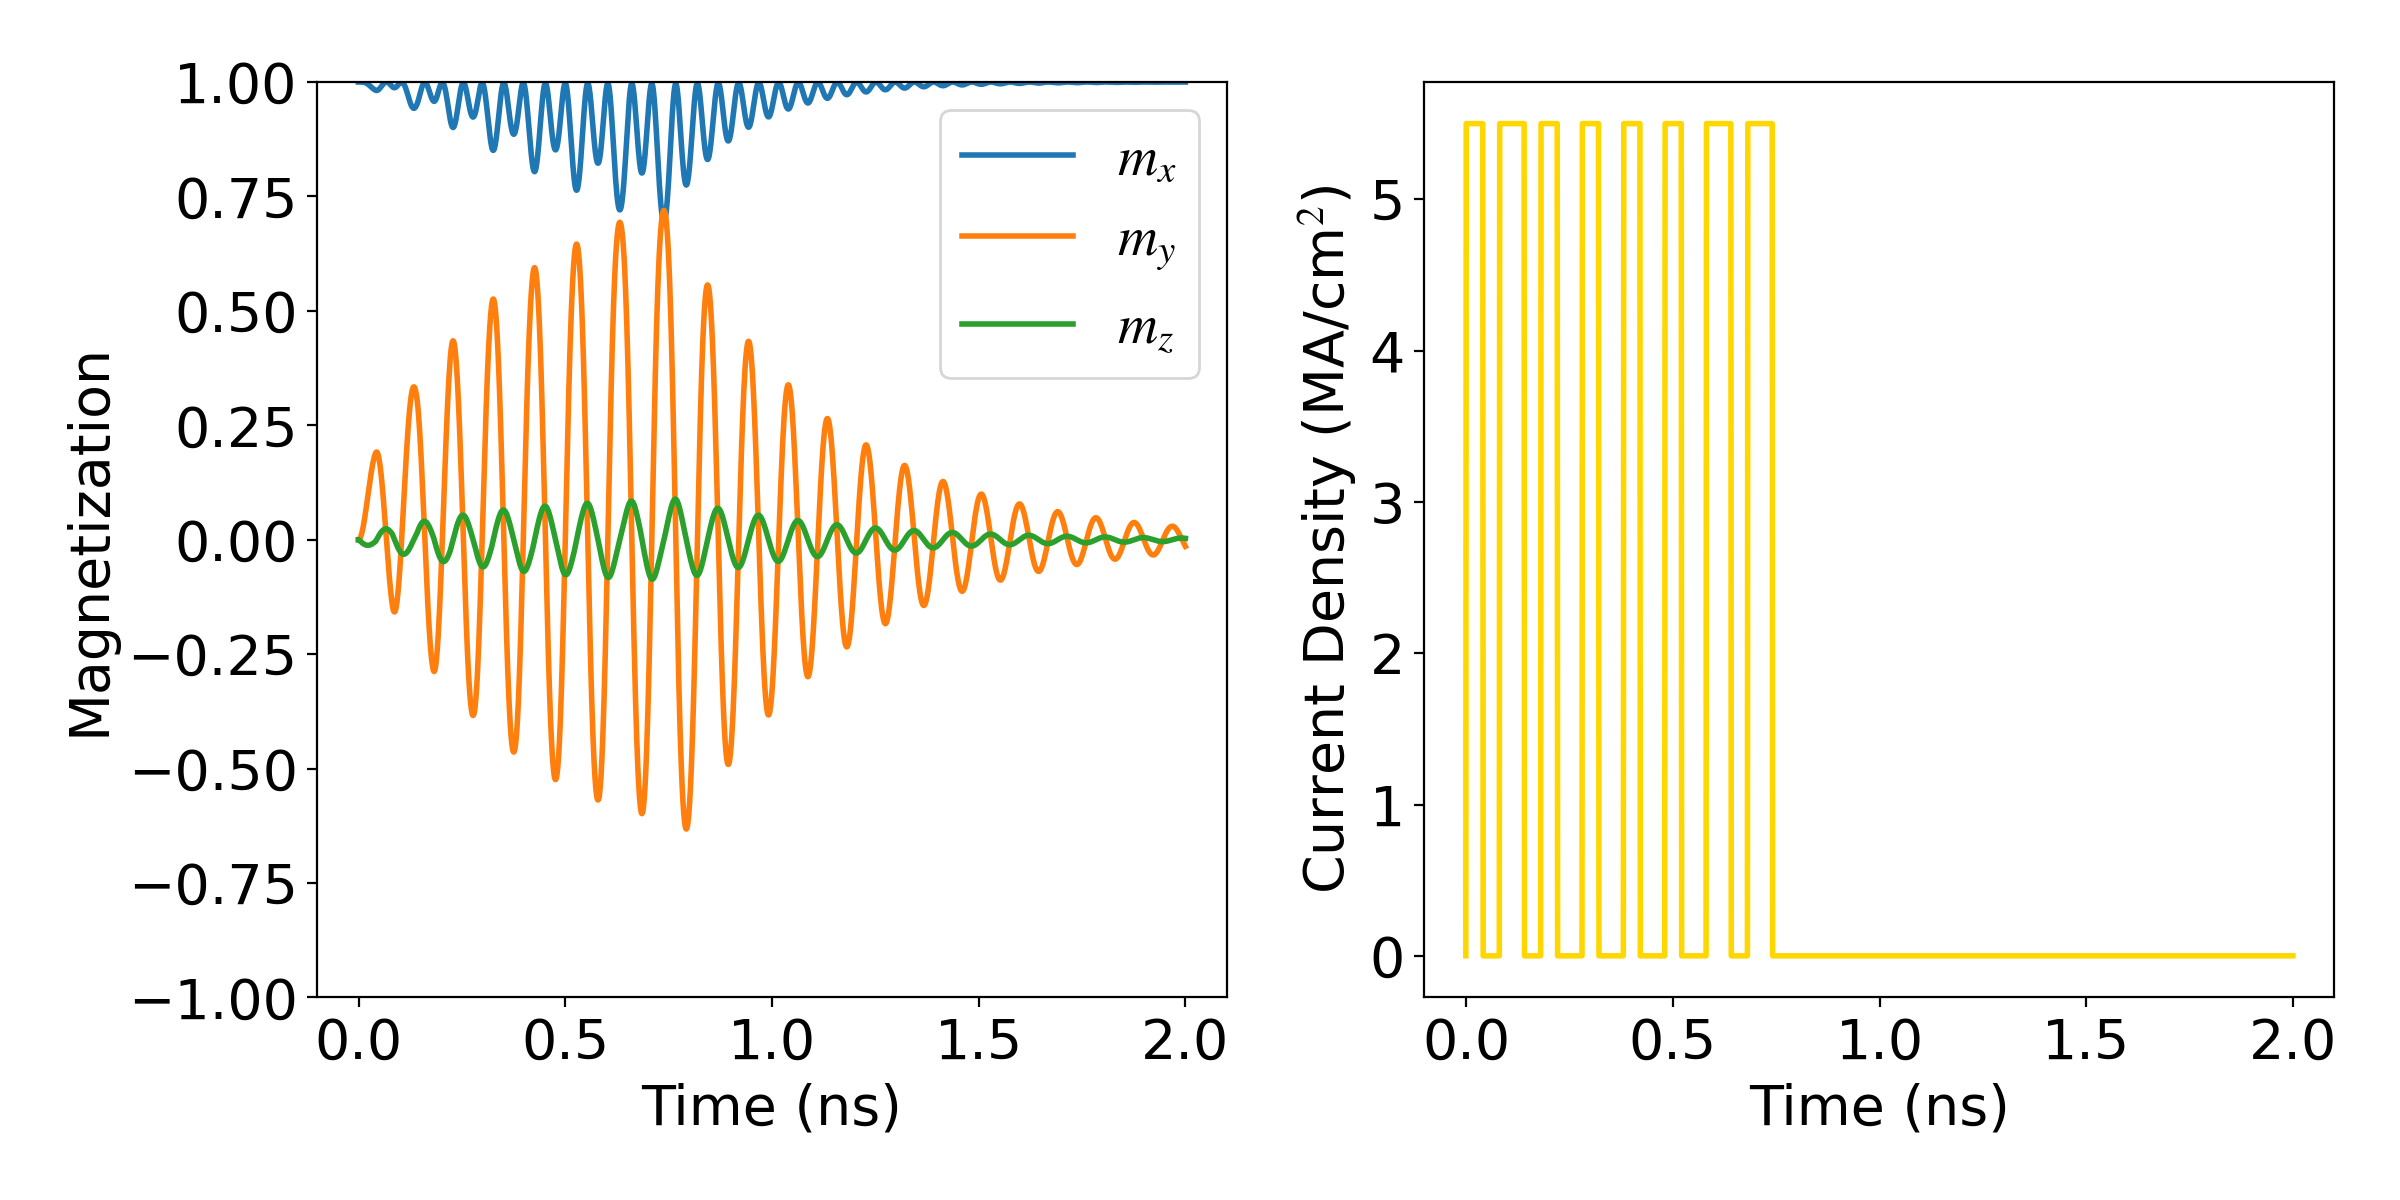 1.00
0.75
0.50
0.25
0.00
−0.25
−0.50
−0.75
−1.00
Magnetization
0.0 0.5 1.0 1.5 2.0
Time (ns)
mₓ
m_y
m_z
5
4
3
2
1
0
Current Density (MA/cm²)
0.0 0.5 1.0 1.5 2.0
Time (ns)